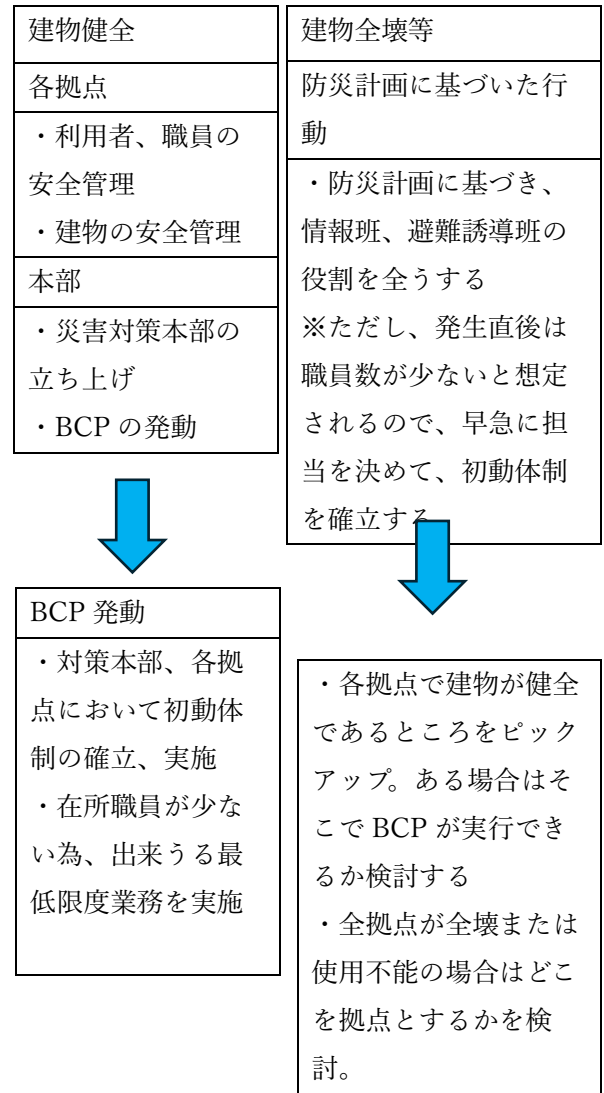 建物健全
各拠点
・利用者、職員の
安全管理
・建物の安全管理
本部
・災害対策本部の
立ち上げ
・BCP の発動
建物全壊等
防災計画に基づいた行
動
・防災計画に基づき、
情報班、避難誘導班の
役割を全うする
※ただし、発生直後は
職員数が少ないと想定
されるので、早急に担
当を決めて、初動体制
を確立する
BCP 発動
・対策本部、各拠
点において初動体
制の確立、実施
・在所職員が少な
い為、出来うる最
低限度業務を実施
・各拠点で建物が健全
であるところをピック
アップ。ある場合はそ
こで BCP が実行でき
るか検討する
・全拠点が全壊または
使用不能の場合はどこ
を拠点とするかを検
討。